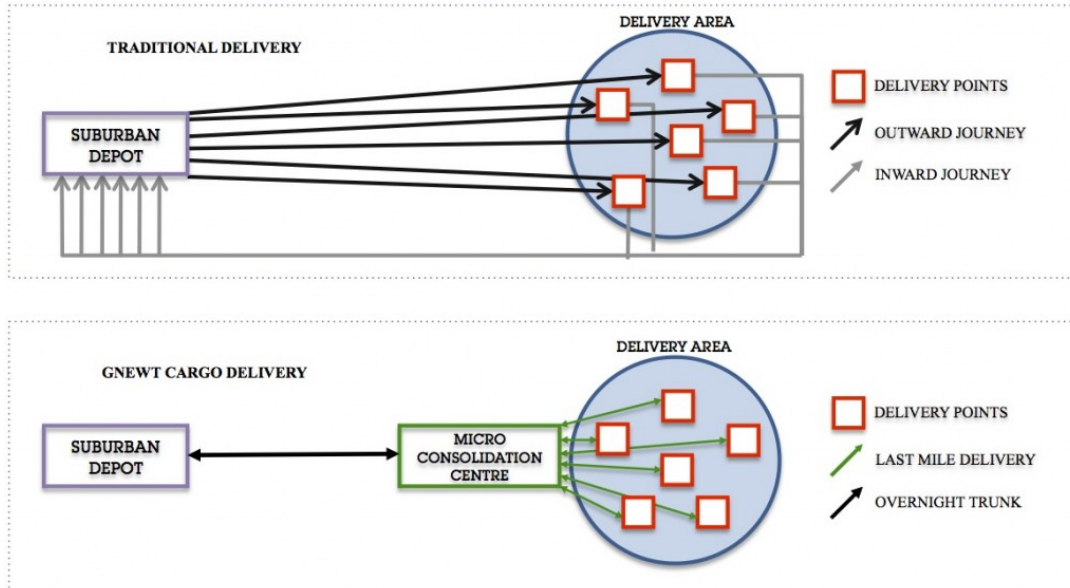 DELIVERY AREA
TRADITIONAL DELIVERY
SUBURBAN
DEPOT
DELIVERY POINTS
OUTWARD JOURNEY
INWARD JOURNEY
DELIVERY AREA
GNEWT CARGO DELIVERY
SUBURBAN
DEPOT
MICRO
CONSOLIDATION
CENTRE
DELIVERY POINTS
LAST MILE DELIVERY
OVERNIGHT TRUNK